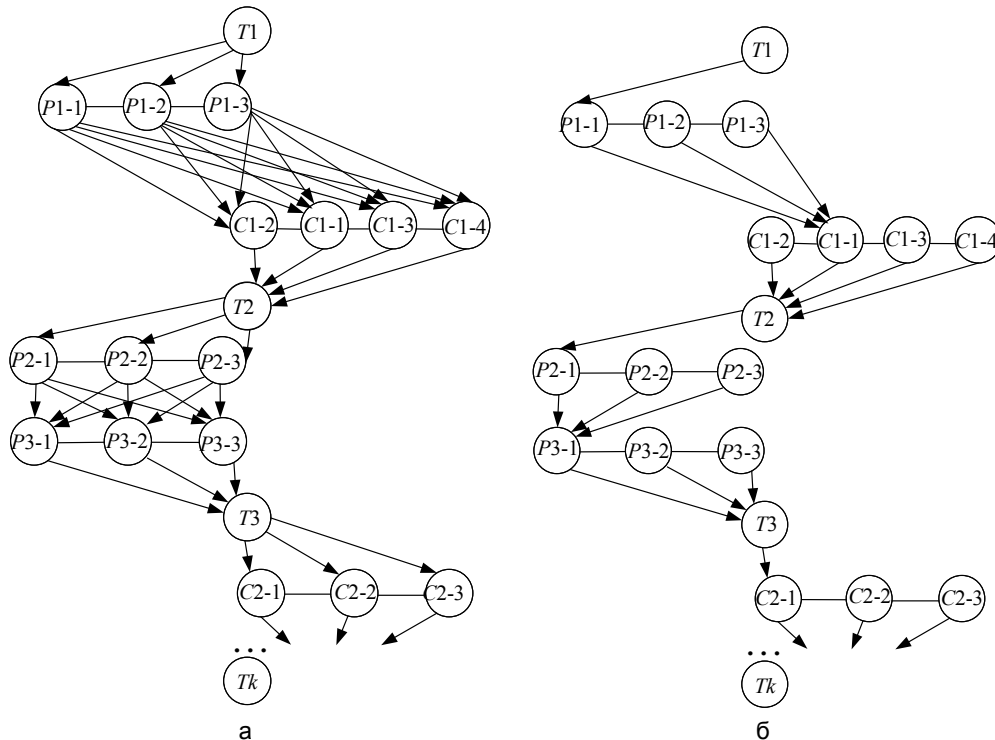 T1
P1-1 P1-2 P1-3
C1-2 C1-1 C1-3 C1-4
T2
P2-1 P2-2 P2-3
P3-1 P3-2 P3-3
T3
C2-1 C2-2 C2-3
...
Tk
а
T1
P1-1 P1-2 P1-3
C1-2 C1-1 C1-3 C1-4
T2
P2-1 P2-2 P2-3
P3-1 P3-2 P3-3
T3
C2-1 C2-2 C2-3
...
Tk
б